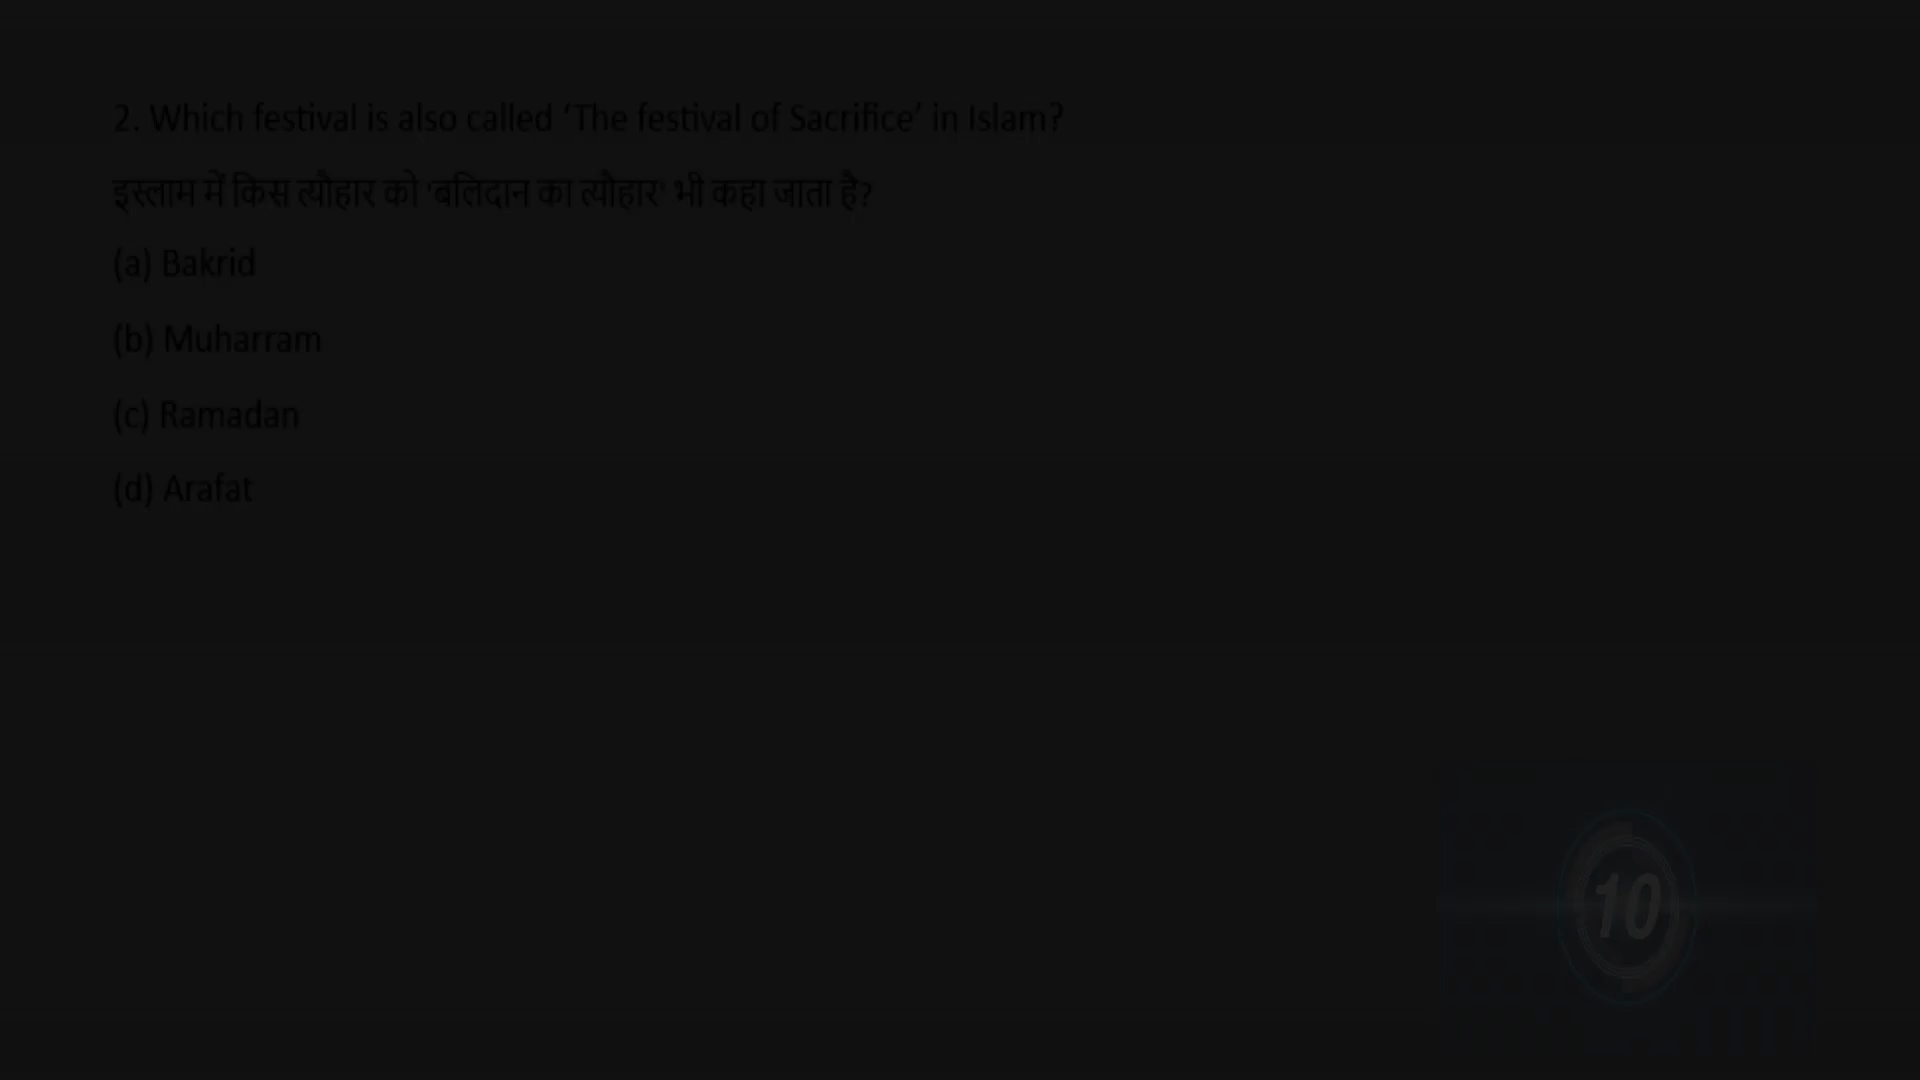 2. Which festival is also called ‘The festival of Sacrifice’ in Islam?
इस्लाम में किस त्यौहार को 'बलिदान का त्यौहार' भी कहा जाता है?
(a) Bakrid
(b) Muharram
(c) Ramadan
(d) Arafat
10